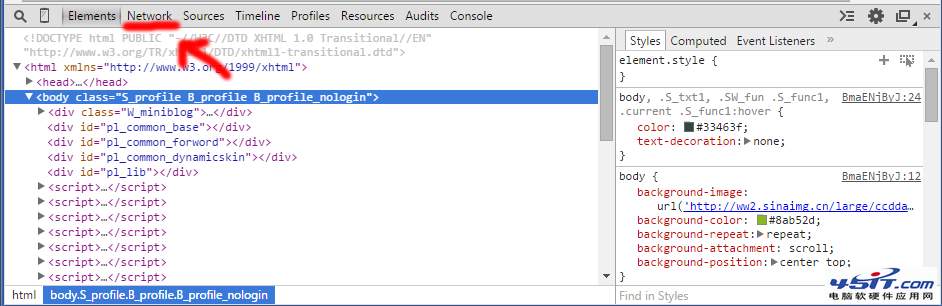 Elements Network Sources Timeline Profiles Resources Audits Console
<!DOCTYPE html PUBLIC "-//W3C//DTD XHTML 1.0 Transitional//EN"
"http://www.w3.org/TR/xhtml1/DTD/xhtml1-transitional.dtd">
<html xmlns="http://www.w3.org/1999/xhtml">
<head>…</head>
<body class="S_profile B_profile B_profile_nologin">
<div class="W_miniblog">…</div>
<div id="pl_common_base"></div>
<div id="pl_common_forword"></div>
<div id="pl_common_dynamicskin"></div>
<div id="pl_lib"></div>
<script>…</script>
<script>…</script>
<script>…</script>
<script>…</script>
<script>…</script>
<script>…</script>
<script>…</script>
html body.S_profile.B_profile.B_profile_nologin
Styles Computed Event Listeners »
element.style {
}
body, .S_txt1, .SW_fun .S_func1, BmaENjByJ:24
.current .S_func1:hover {
color: #33463f;
text-decoration: none;
}
body { BmaENjByJ:12
background-image:
url('http://ww2.sinaimg.cn/large/ccdda…
background-color: #8ab52d;
background-repeat: repeat;
background-attachment: scroll;
background-position: center top;
}
Find in Styles
45iT.com
电脑软硬件应用网